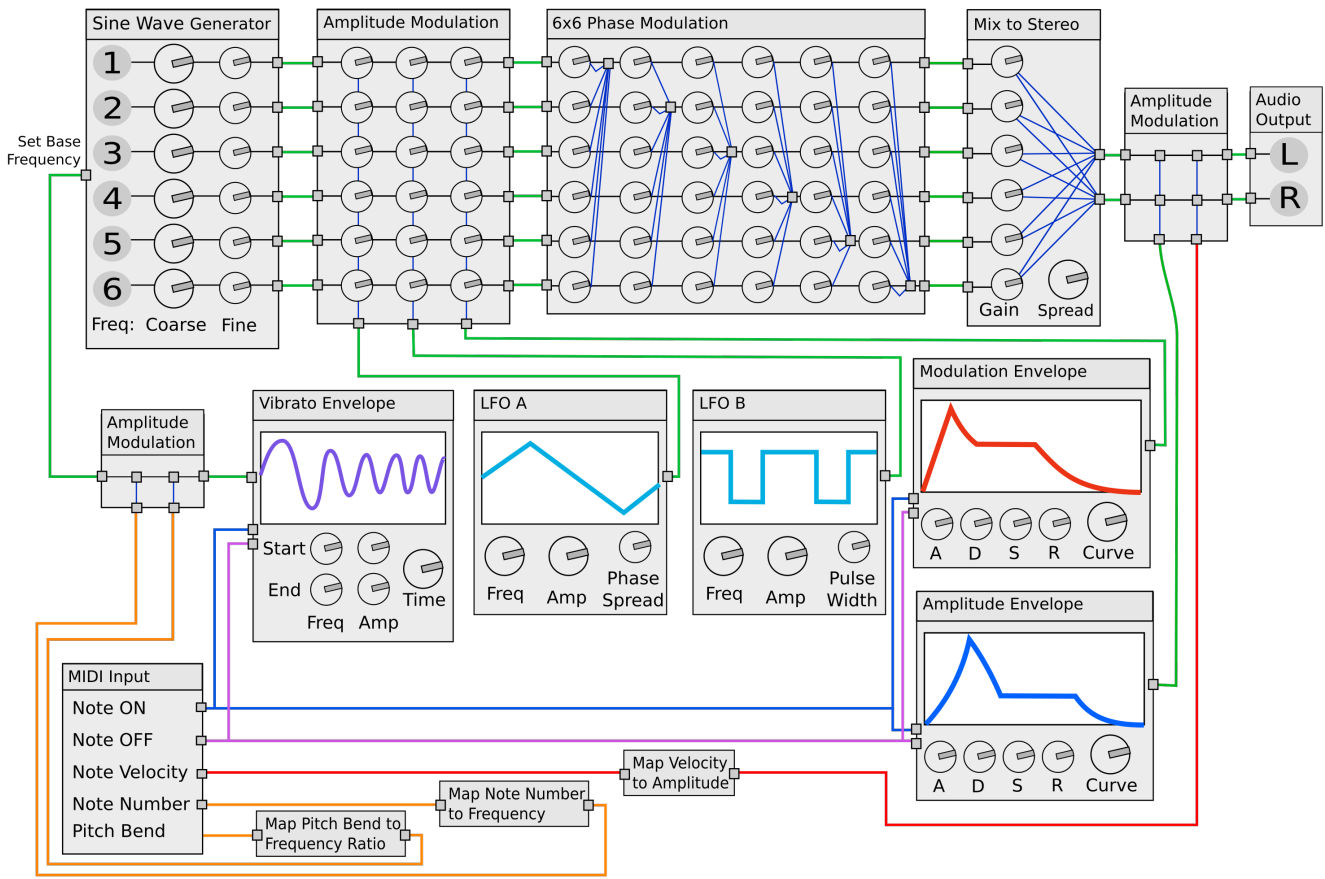 Sine Wave Generator
1
2
3
4
5
6
Freq: Coarse Fine
Set Base
Frequency
Amplitude Modulation
6x6 Phase Modulation
Mix to Stereo
Gain Spread
Amplitude
Modulation
Audio
Output
L
R
Amplitude
Modulation
Vibrato Envelope
Start
End
Time
Freq Amp
LFO A
Freq Amp
Phase
Spread
LFO B
Freq Amp
Pulse
Width
Modulation Envelope
A D S R Curve
Amplitude Envelope
A D S R Curve
MIDI Input
Note ON
Note OFF
Note Velocity
Note Number
Pitch Bend
Map Velocity
to Amplitude
Map Note Number
to Frequency
Map Pitch Bend to
Frequency Ratio